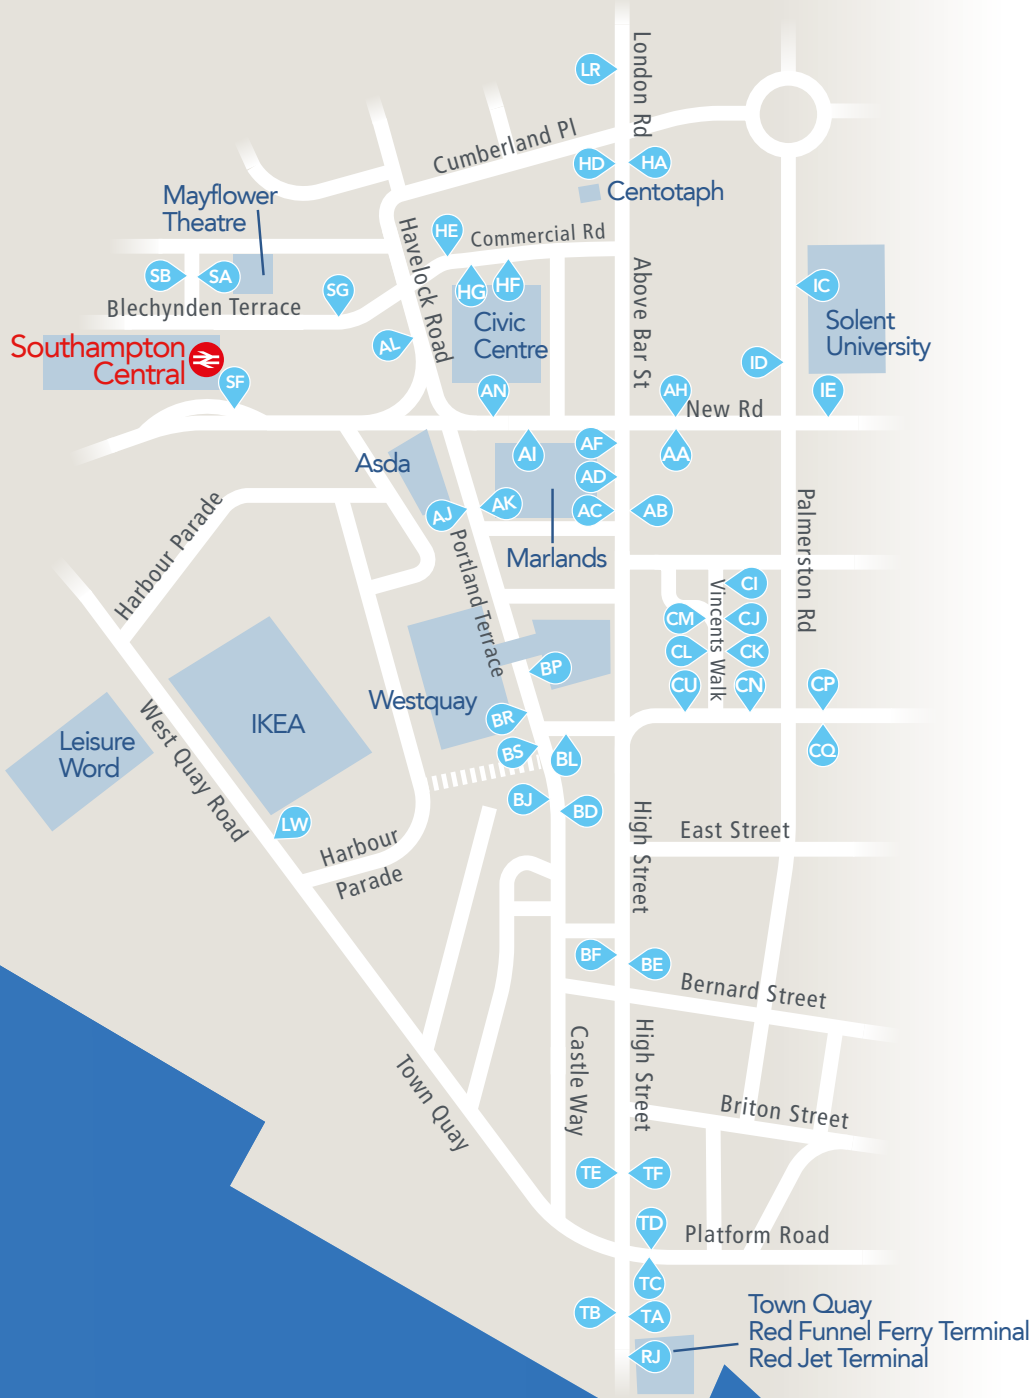 London Rd
LR
Cumberland Pl
HD
HA
Centotaph
Mayflower
Theatre
Havelock Road
HE
Commercial Rd
SB
SA
SG
HG
HF
Above Bar St
IC
Blechynden Terrace
Civic
Centre
Solent
University
Southampton
Central
AL
SF
ID
AN
AH
IE
New Rd
Asda
AI
AF
AA
AD
AJ
AK
AC
AB
Palmerston Rd
Harbour Parade
Portland Terrace
Marlands
Vincents Walk
CI
CM
CJ
CL
CK
BP
CU
CN
CP
Westquay
BR
IKEA
Leisure
Word
West Quay Road
BS
BL
CQ
BJ
BD
LW
Harbour
Parade
High Street
East Street
BF
BE
Bernard Street
Castle Way
High Street
Town Quay
Briton Street
TE
TF
TD
Platform Road
TC
TB
TA
Town Quay
Red Funnel Ferry Terminal
Red Jet Terminal
RJ